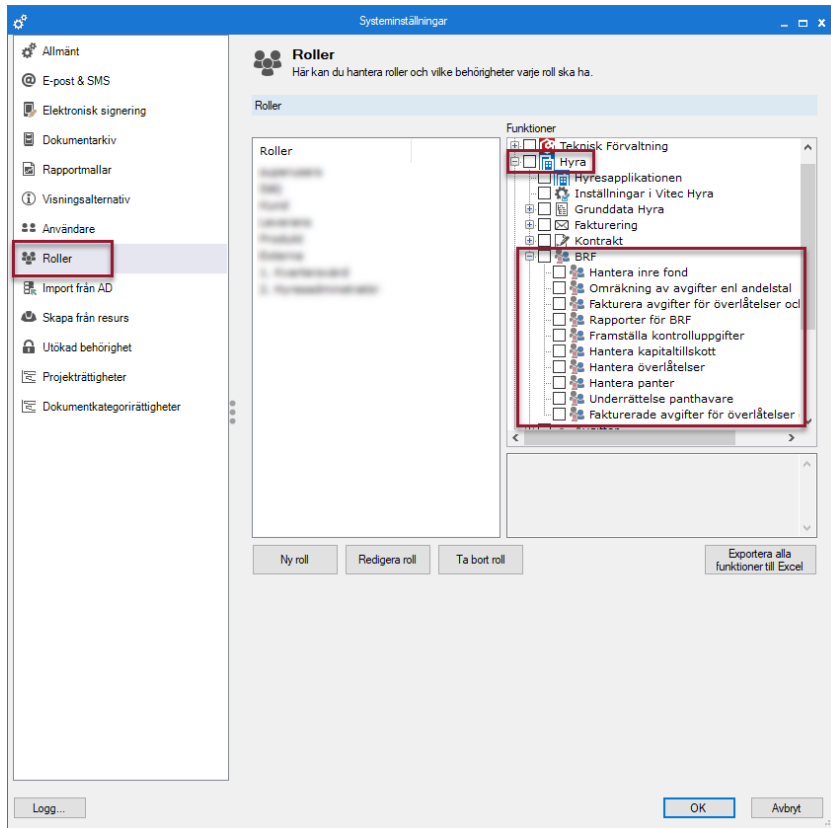 Systeminställningar
Allmänt
E-post & SMS
Elektronisk signering
Dokumentarkiv
Rapportmallar
Visningsalternativ
Användare
Roller
Import från AD
Skapa från resurs
Utökad behörighet
Projekträttigheter
Dokumentkategorirättigheter
Roller
Här kan du hantera roller och vilke behörigheter varje roll ska ha.
Roller
Roller
Funktioner
Teknisk Förvaltning
Hyra
Hyresapplikationen
Inställningar i Vitec Hyra
Grunddata Hyra
Fakturering
Kontrakt
BRF
Hantera inre fond
Omräkning av avgifter enl andelstal
Fakturera avgifter för överlåtelser ocl
Rapporter för BRF
Framställa kontrolluppgifter
Hantera kapitaltillskott
Hantera överlåtelser
Hantera panter
Underrättelse panthavare
Fakturerade avgifter för överlåtelser
Ny roll
Redigera roll
Ta bort roll
Exportera alla
funktioner till Excel
Logg...
OK
Avbryt